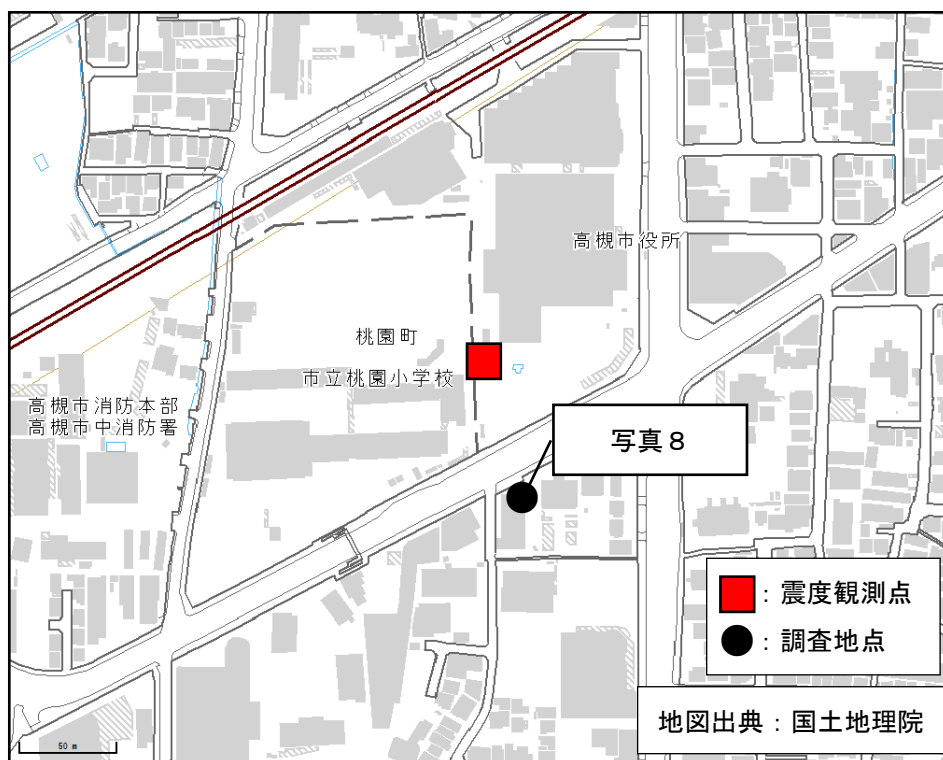 高槻市役所
桃園町
市立桃園小学校
高槻市消防本部
高槻市中消防署
写真８
：震度観測点
：調査地点
地図出典：国土地理院
50 m